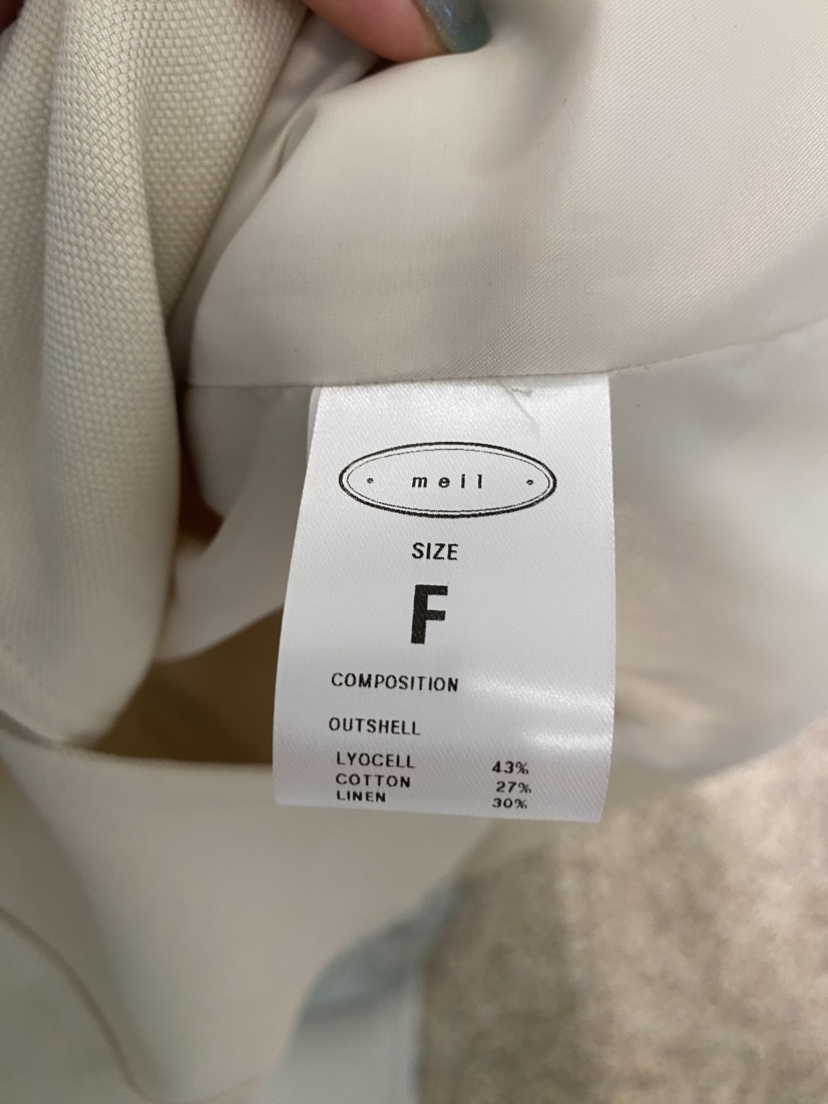 meil
SIZE
F
COMPOSITION
OUTSHELL
LYOCELL 43%
COTTON 27%
LINEN 30%